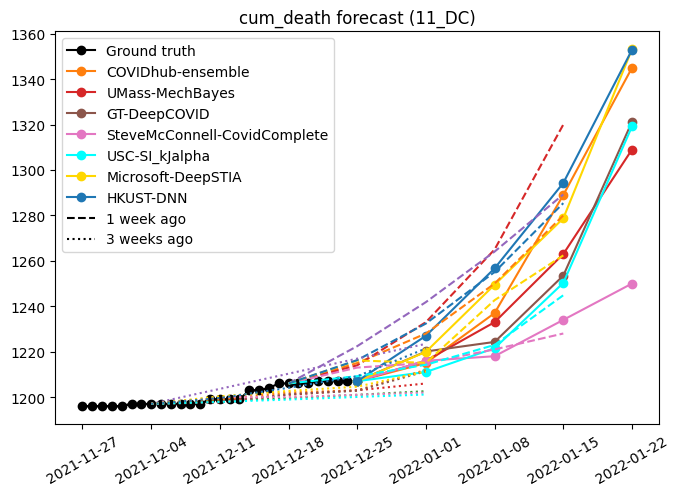 cum_death forecast (11_DC)
1360
1340
1320
1300
1280
1260
1240
1220
1200
Ground truth
COVIDhub-ensemble
UMass-MechBayes
GT-DeepCOVID
SteveMcConnell-CovidComplete
USC-SI_kJalpha
Microsoft-DeepSTIA
HKUST-DNN
1 week ago
3 weeks ago
2021-11-27
2021-12-04
2021-12-11
2021-12-18
2021-12-25
2022-01-01
2022-01-08
2022-01-15
2022-01-22